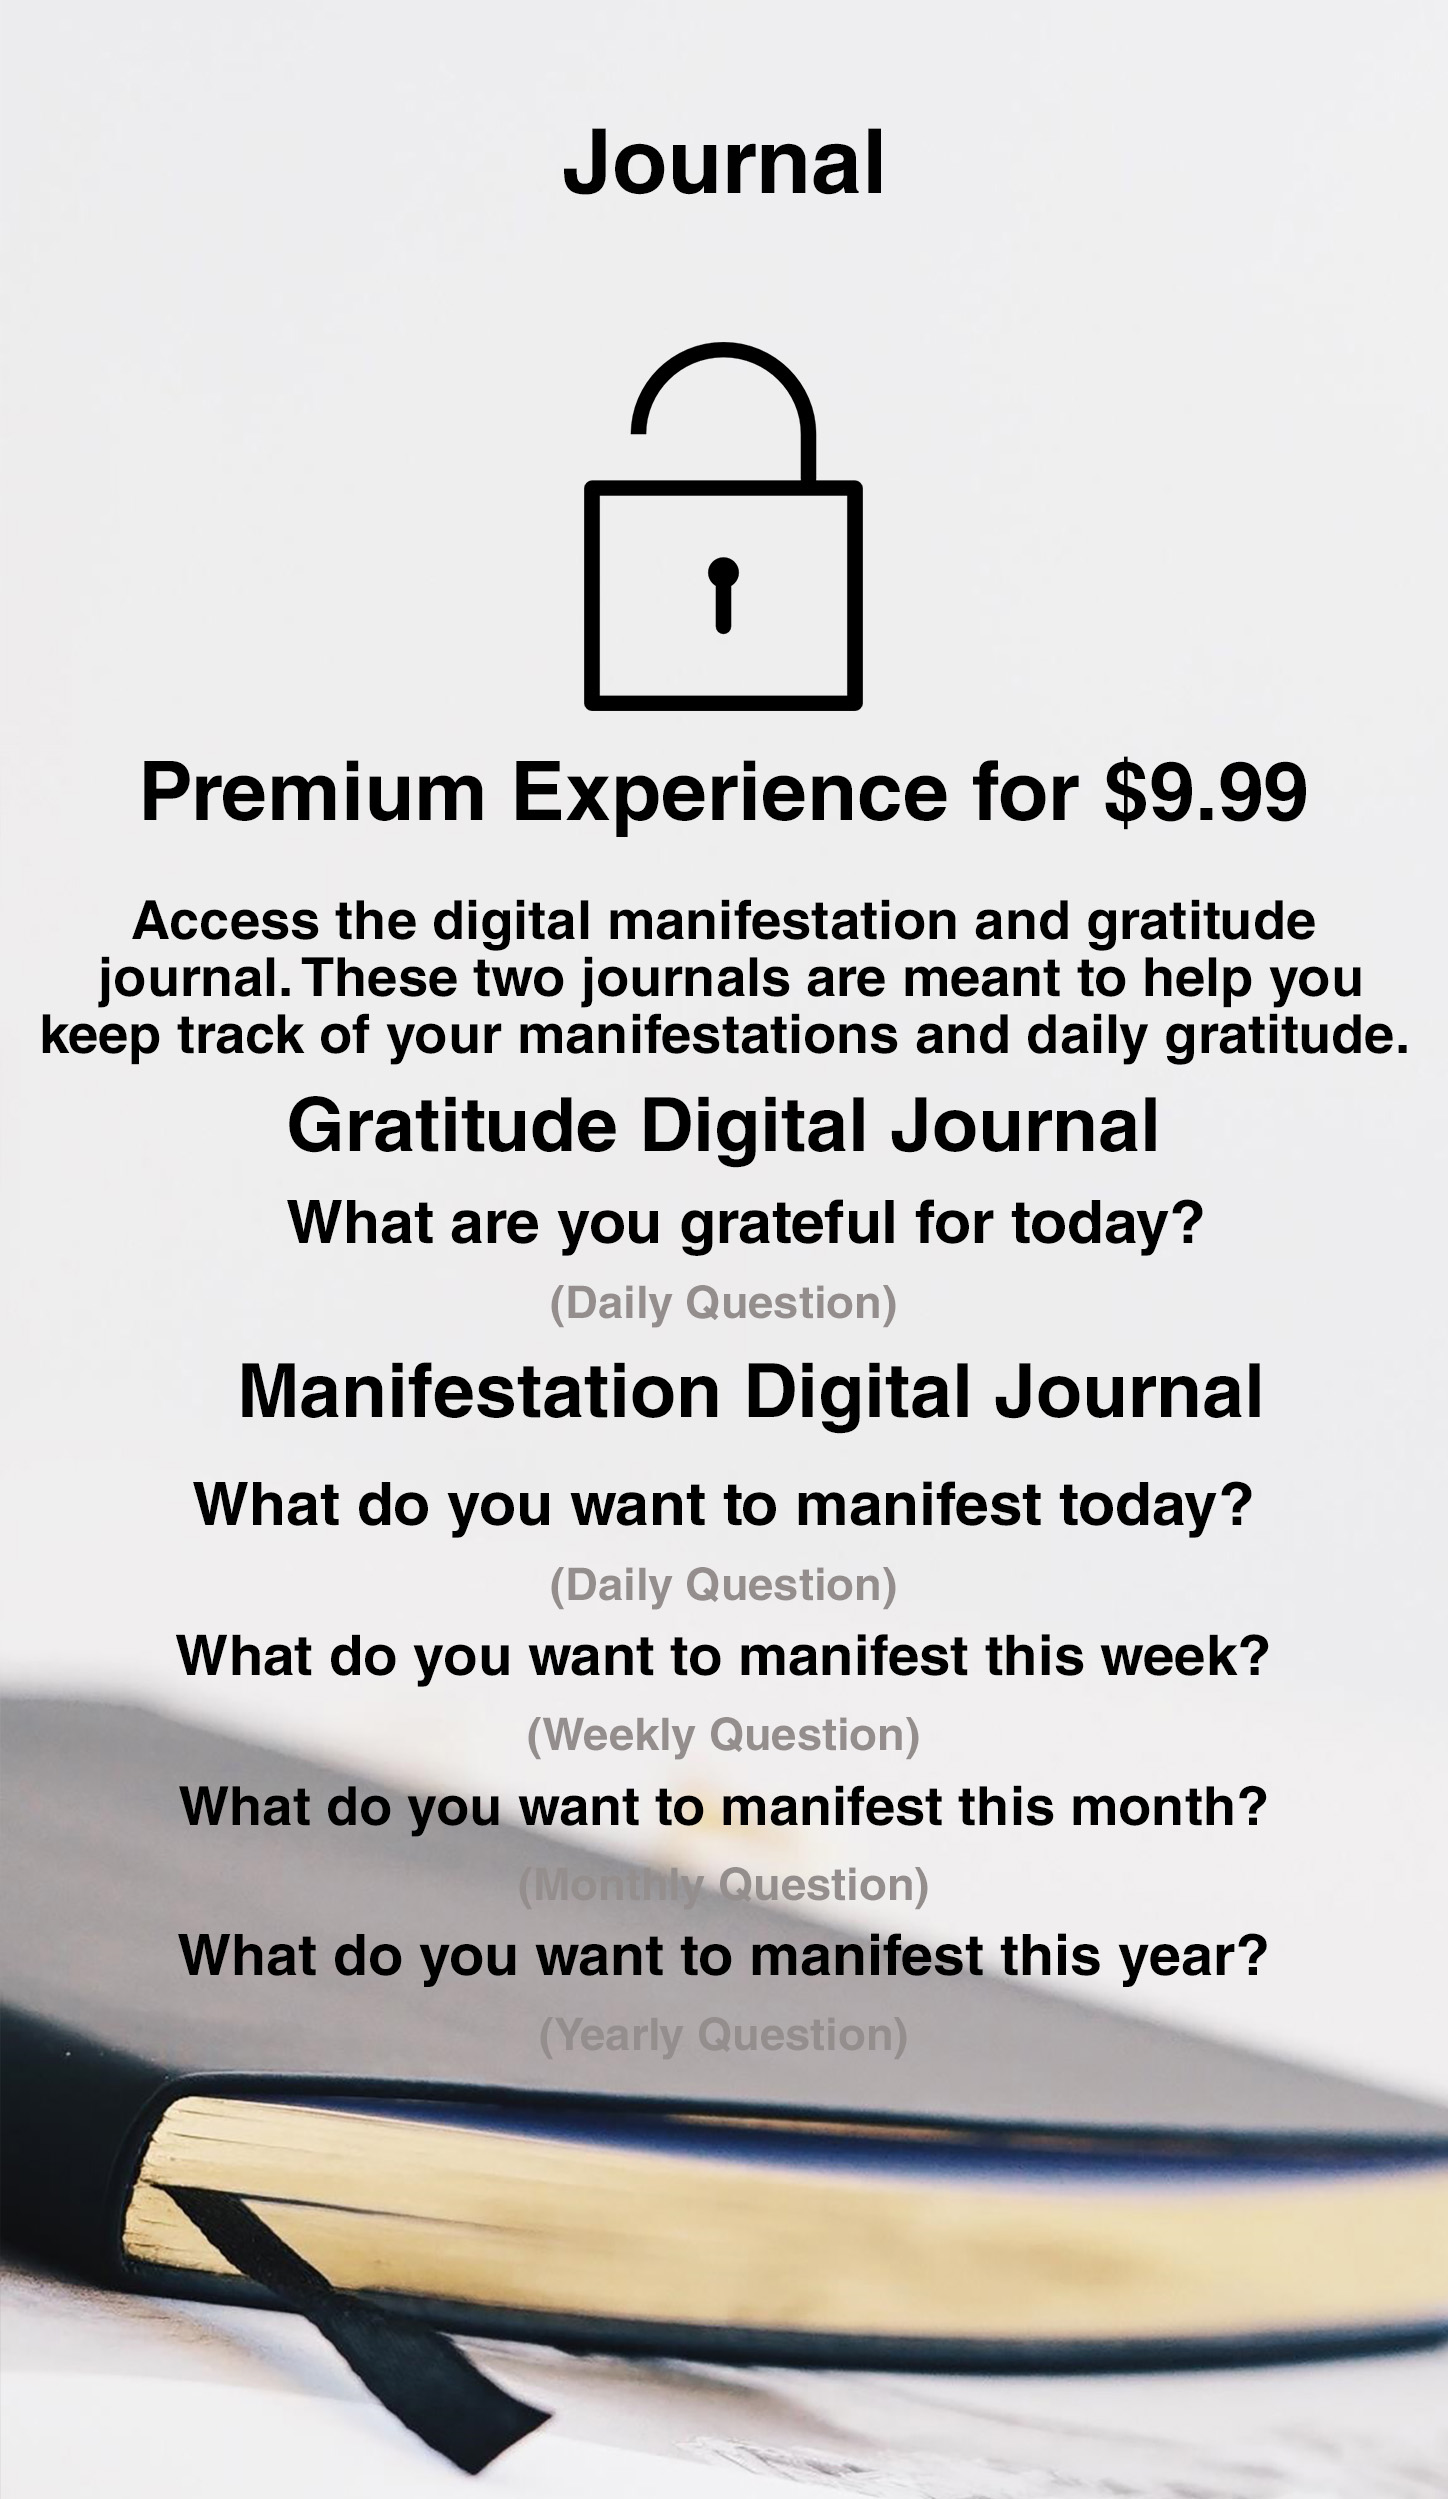 Journal
Premium Experience for $9.99
Access the digital manifestation and gratitude
journal. These two journals are meant to help you
keep track of your manifestations and daily gratitude.
Gratitude Digital Journal
What are you grateful for today?
(Daily Question)
Manifestation Digital Journal
What do you want to manifest today?
(Daily Question)
What do you want to manifest this week?
(Weekly Question)
What do you want to manifest this month?
(Monthly Question)
What do you want to manifest this year?
(Yearly Question)